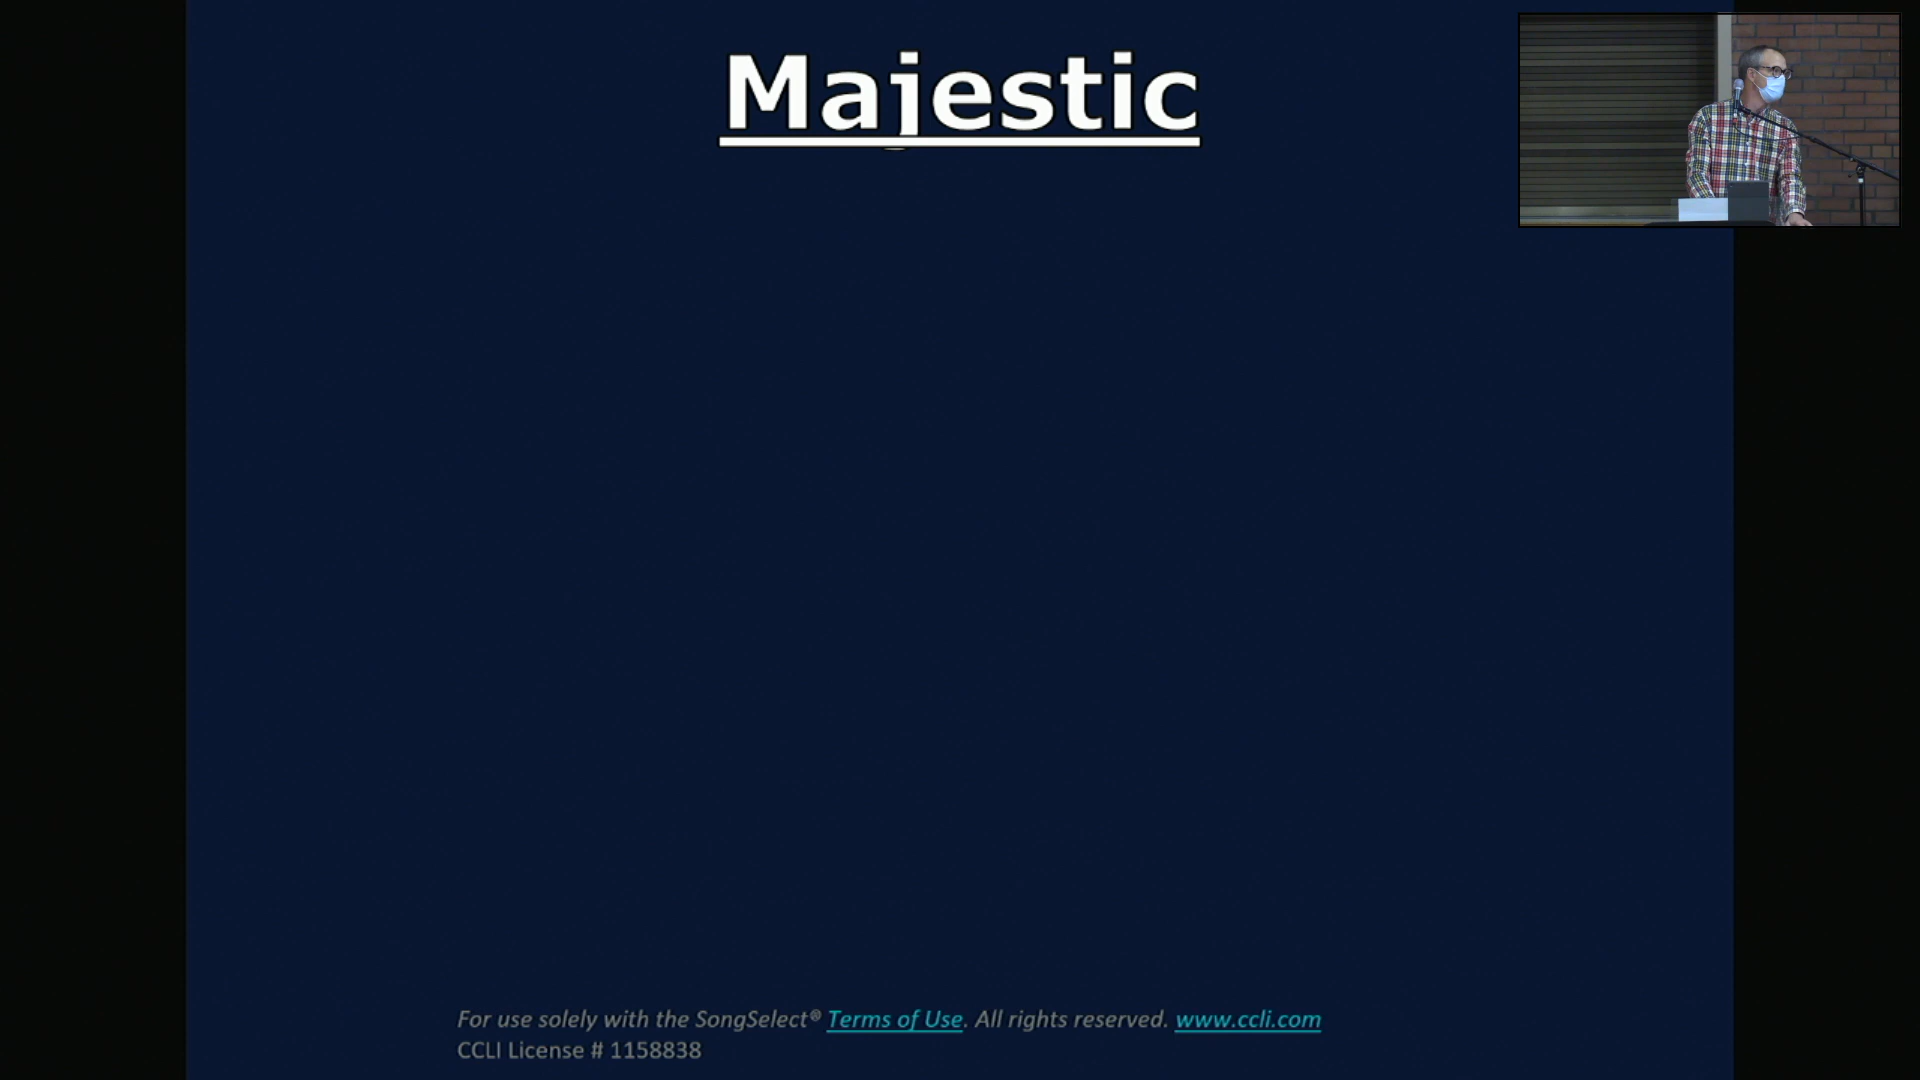 Majestic
For use solely with the SongSelect® Terms of Use. All rights reserved. www.ccli.com
CCLI License # 1158838